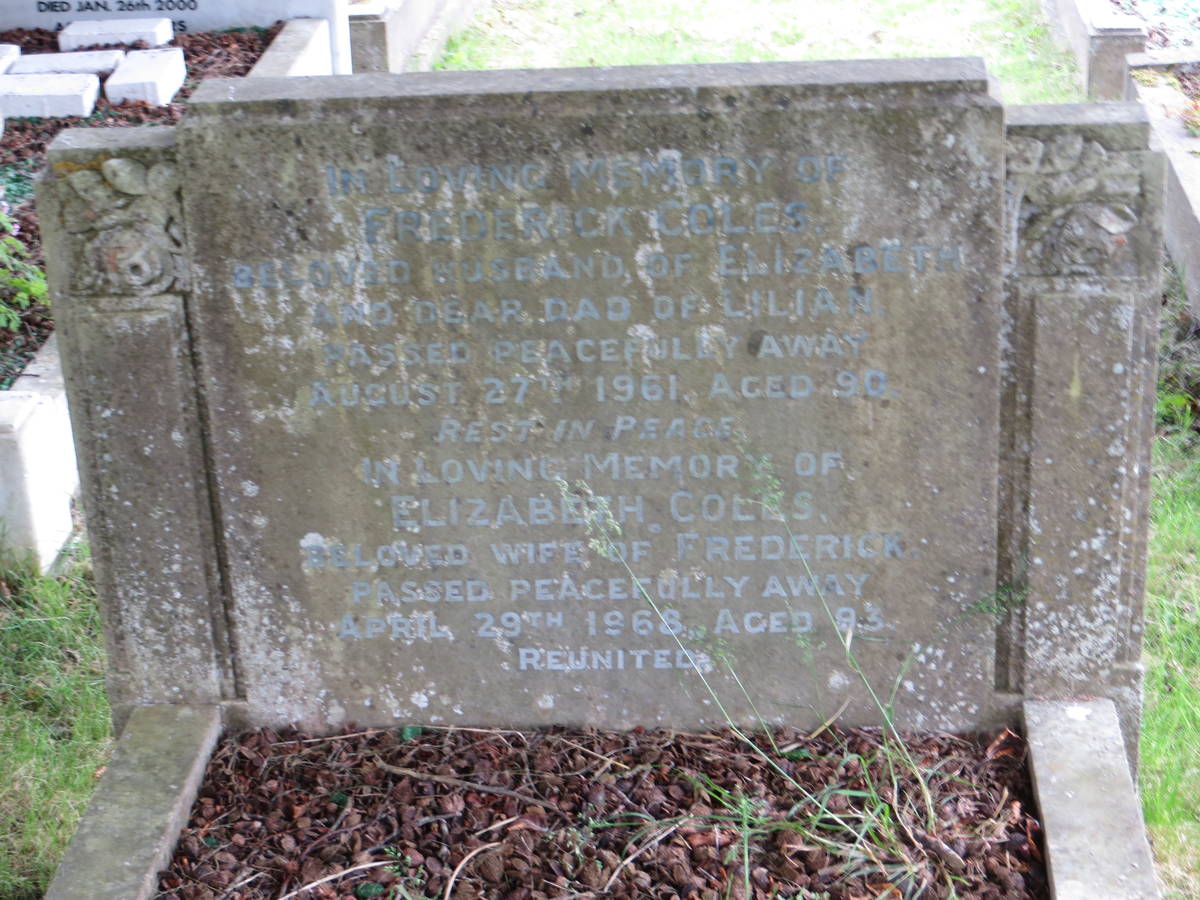 DIED JAN. 26th 2000
IN LOVING MEMORY OF
FREDERICK COLES.
BELOVED HUSBAND OF ELIZABETH
AND DEAR DAD OF LILIAN.
PASSED PEACEFULLY AWAY
AUGUST 27TH 1961. AGED 90.
REST IN PEACE.
IN LOVING MEMORY OF
ELIZABETH COLES,
BELOVED WIFE OF FREDERICK.
PASSED PEACEFULLY AWAY
APRIL 29TH 1968. AGED 93.
REUNITED.